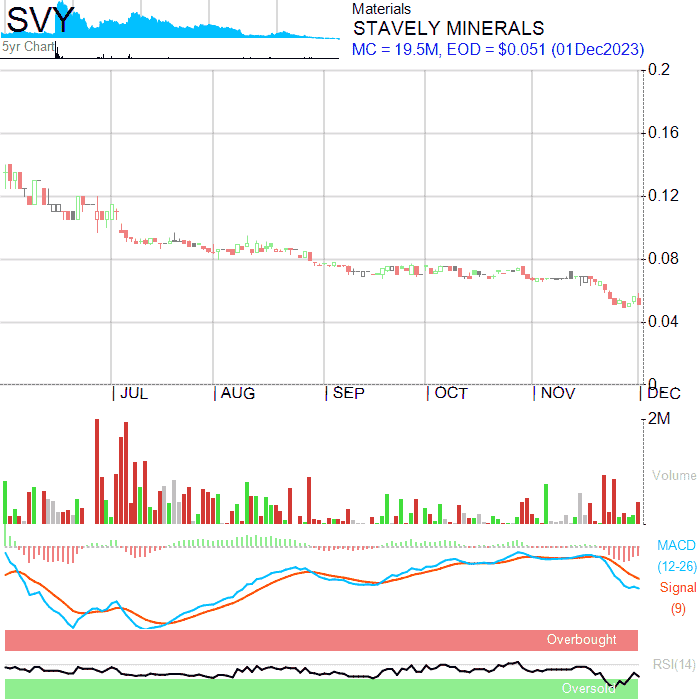 SVY
Materials
STAVELY MINERALS
5yr Chart
MC = 19.5M, EOD = $0.051 (01Dec2023)
0.2
0.16
0.12
0.08
0.04
0
JUL AUG SEP OCT NOV DEC
2M
Volume
MACD
(12-26)
Signal
(9)
Overbought
RSI(14)
Oversold